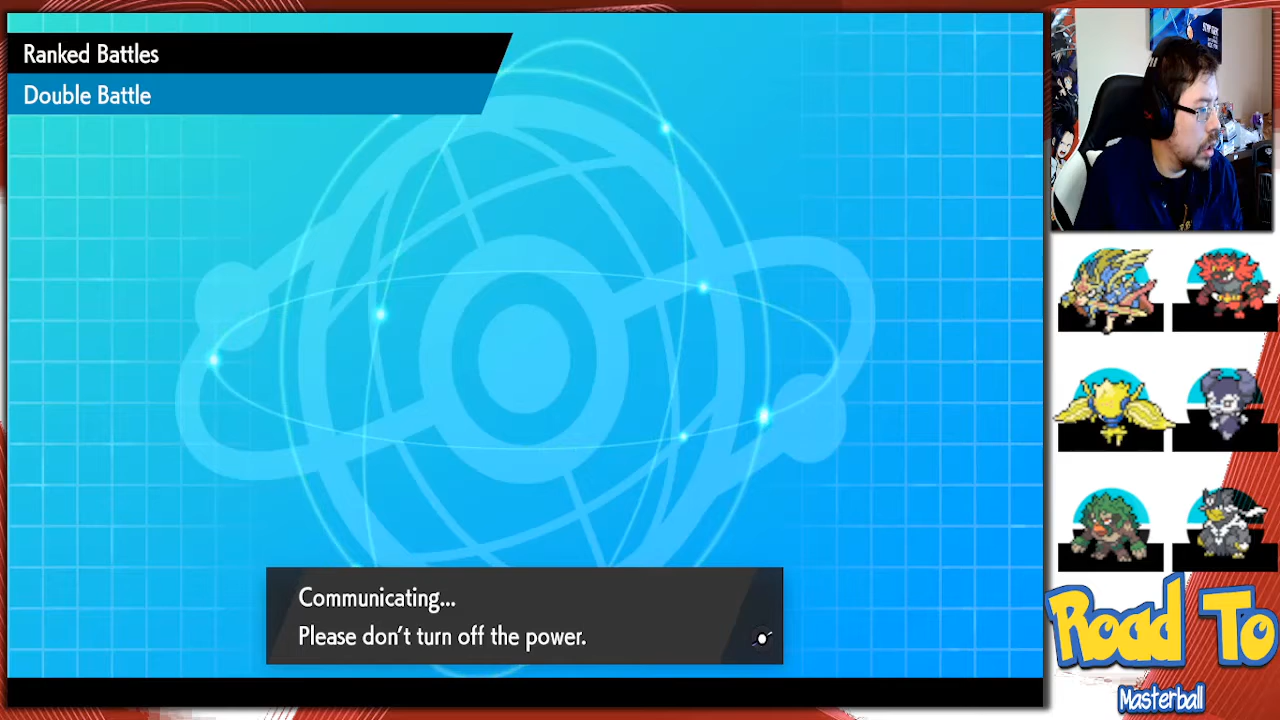 Ranked Battles
Double Battle
Communicating...
Please don't turn off the power.
Road To
Masterball